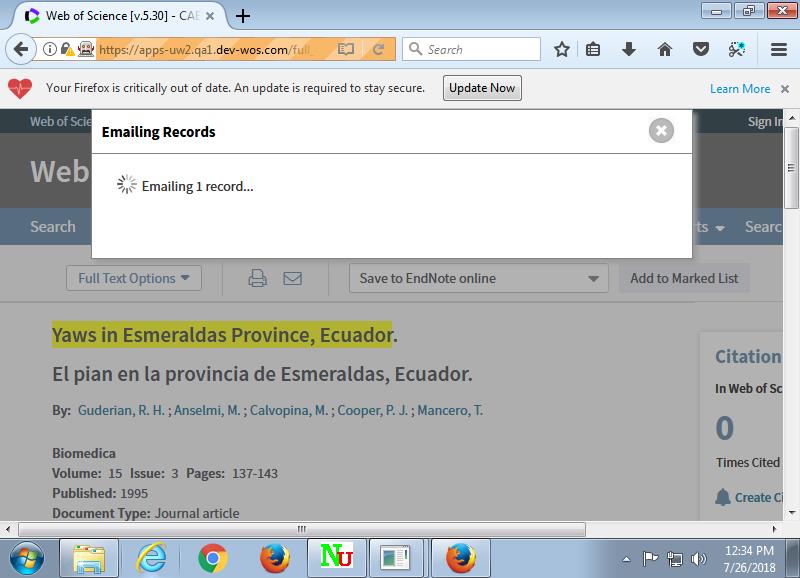 Web of Science [v.5.30] - CAB
https://apps-uw2.qa1.dev-wos.com/full_
Search
Your Firefox is critically out of date. An update is required to stay secure.
Update Now
Learn More
Web of Scie
Sign In
Emailing Records
Web
Emailing 1 record...
Search
ts
Searc
Full Text Options
Save to EndNote online
Add to Marked List
Yaws in Esmeraldas Province, Ecuador.
El pian en la provincia de Esmeraldas, Ecuador.
By: Guderian, R. H. ; Anselmi, M. ; Calvopina, M. ; Cooper, P. J. ; Mancero, T.
Citation
In Web of Sc
0
Times Cited
Create Ci
Biomedica
Volume: 15 Issue: 3 Pages: 137-143
Published: 1995
Document Type: Journal article
NU
12:34 PM
7/26/2018